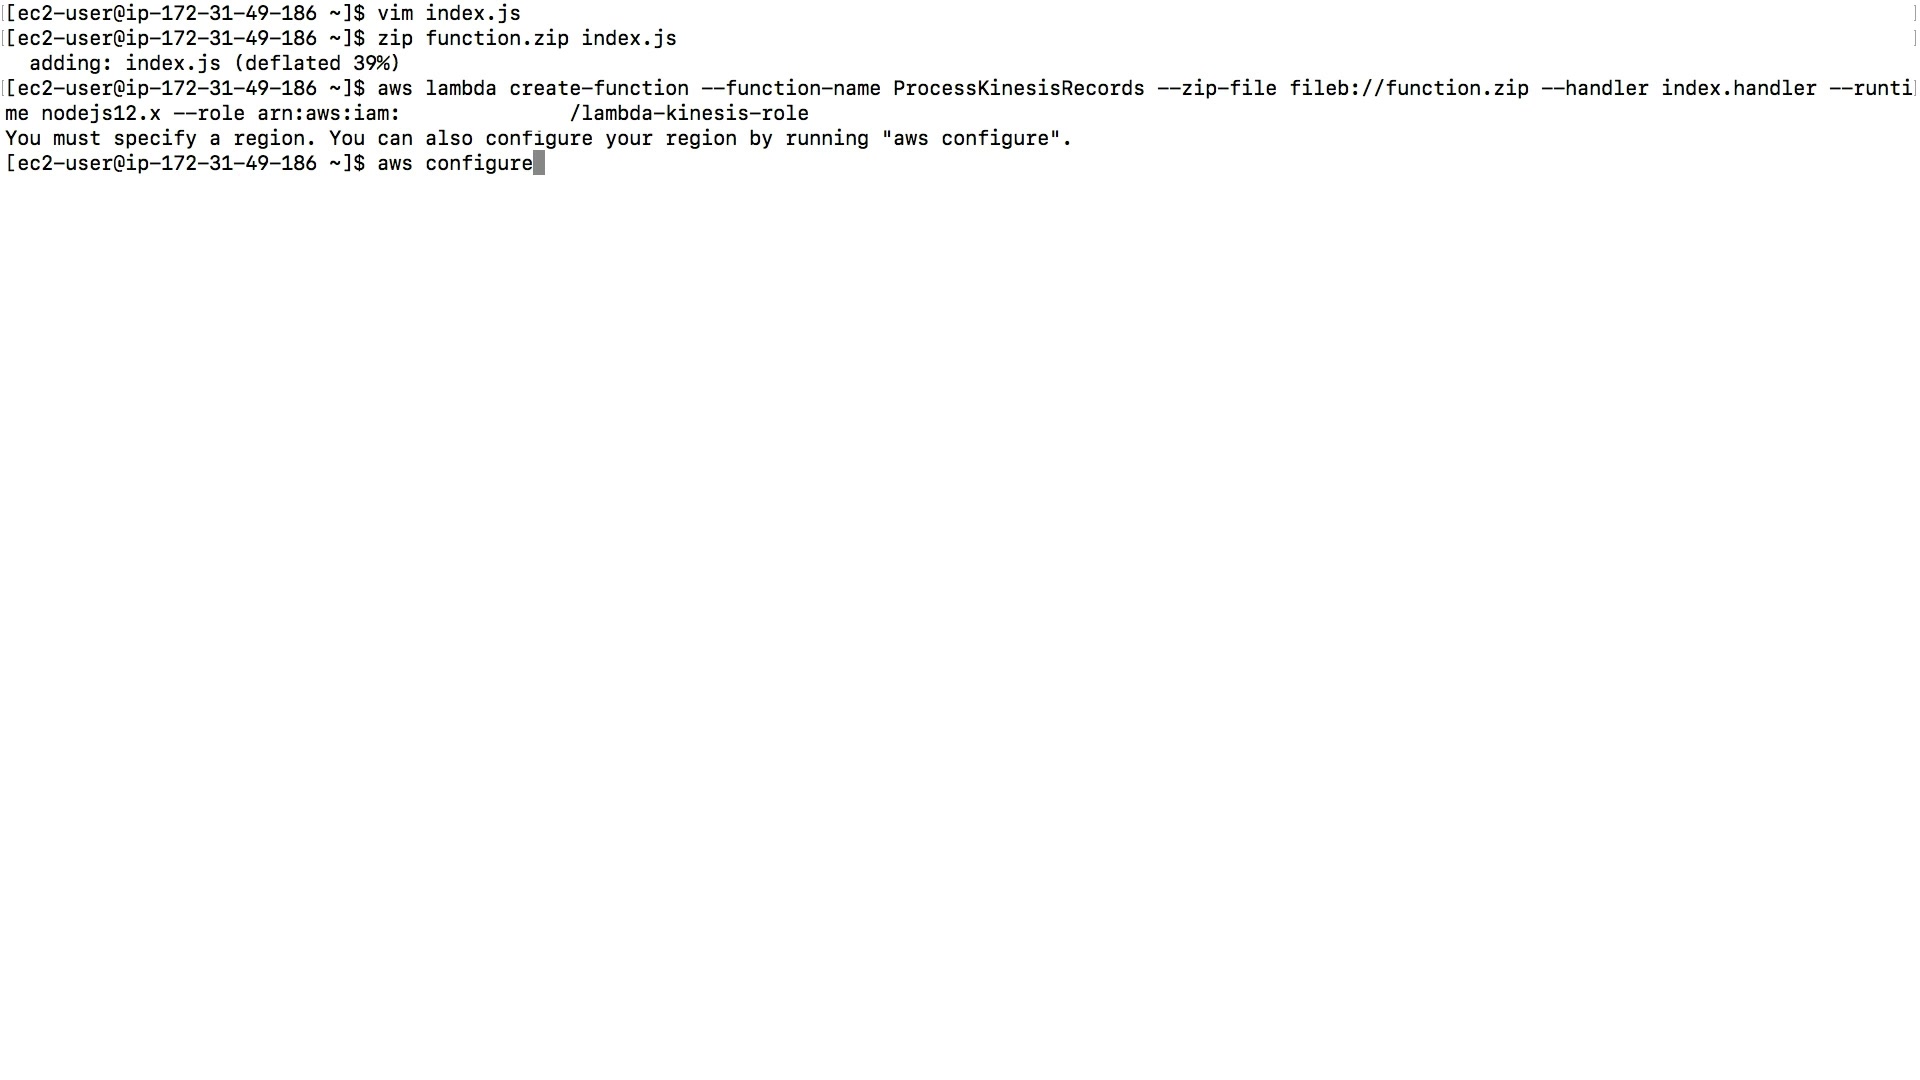 [ec2-user@ip-172-31-49-186 ~]$ vim index.js
[ec2-user@ip-172-31-49-186 ~]$ zip function.zip index.js
  adding: index.js (deflated 39%)
[ec2-user@ip-172-31-49-186 ~]$ aws lambda create-function --function-name ProcessKinesisRecords --zip-file fileb://function.zip --handler index.handler --runti
me nodejs12.x --role arn:aws:iam:              /lambda-kinesis-role
You must specify a region. You can also configure your region by running "aws configure".
[ec2-user@ip-172-31-49-186 ~]$ aws configure